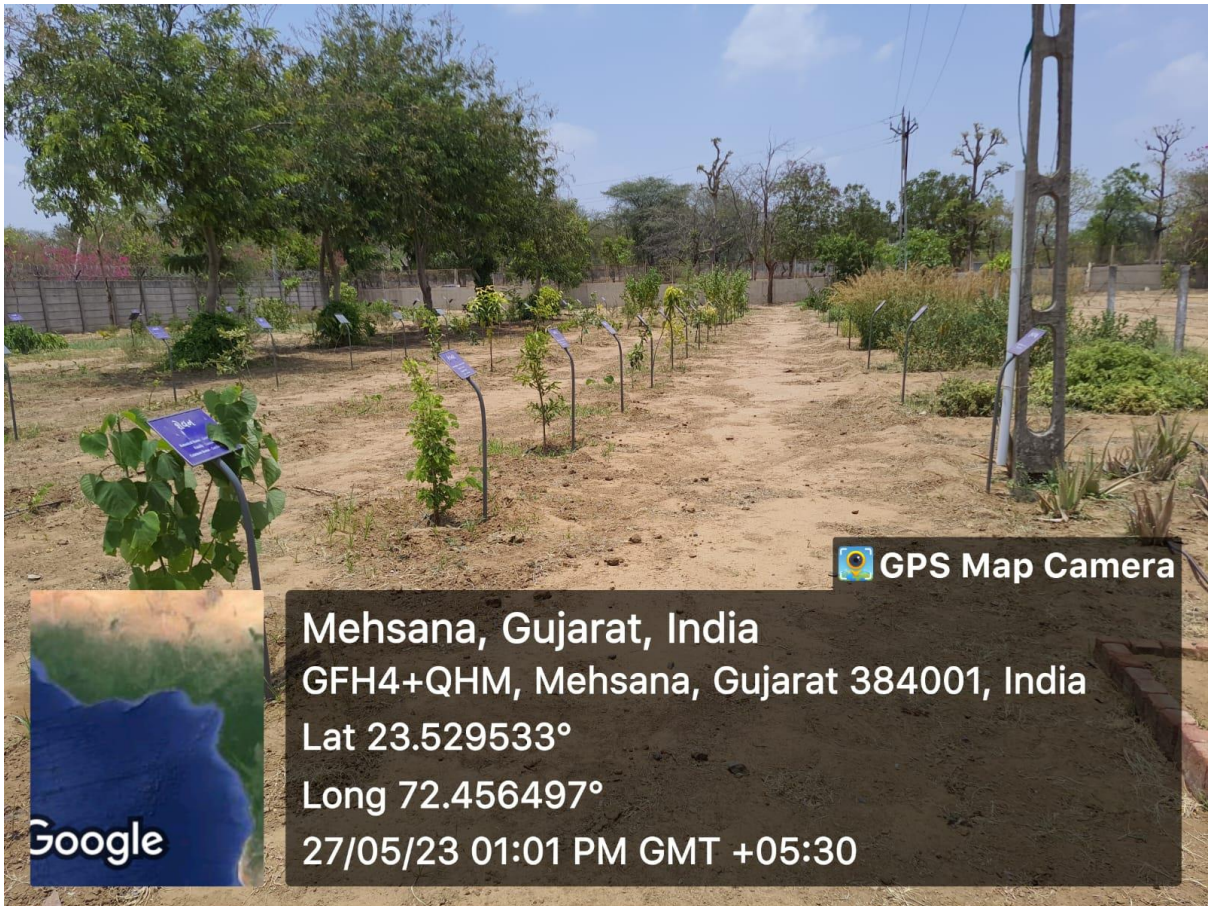 GPS Map Camera
Mehsana, Gujarat, India
GFH4+QHM, Mehsana, Gujarat 384001, India
Lat 23.529533°
Long 72.456497°
27/05/23 01:01 PM GMT +05:30
Google